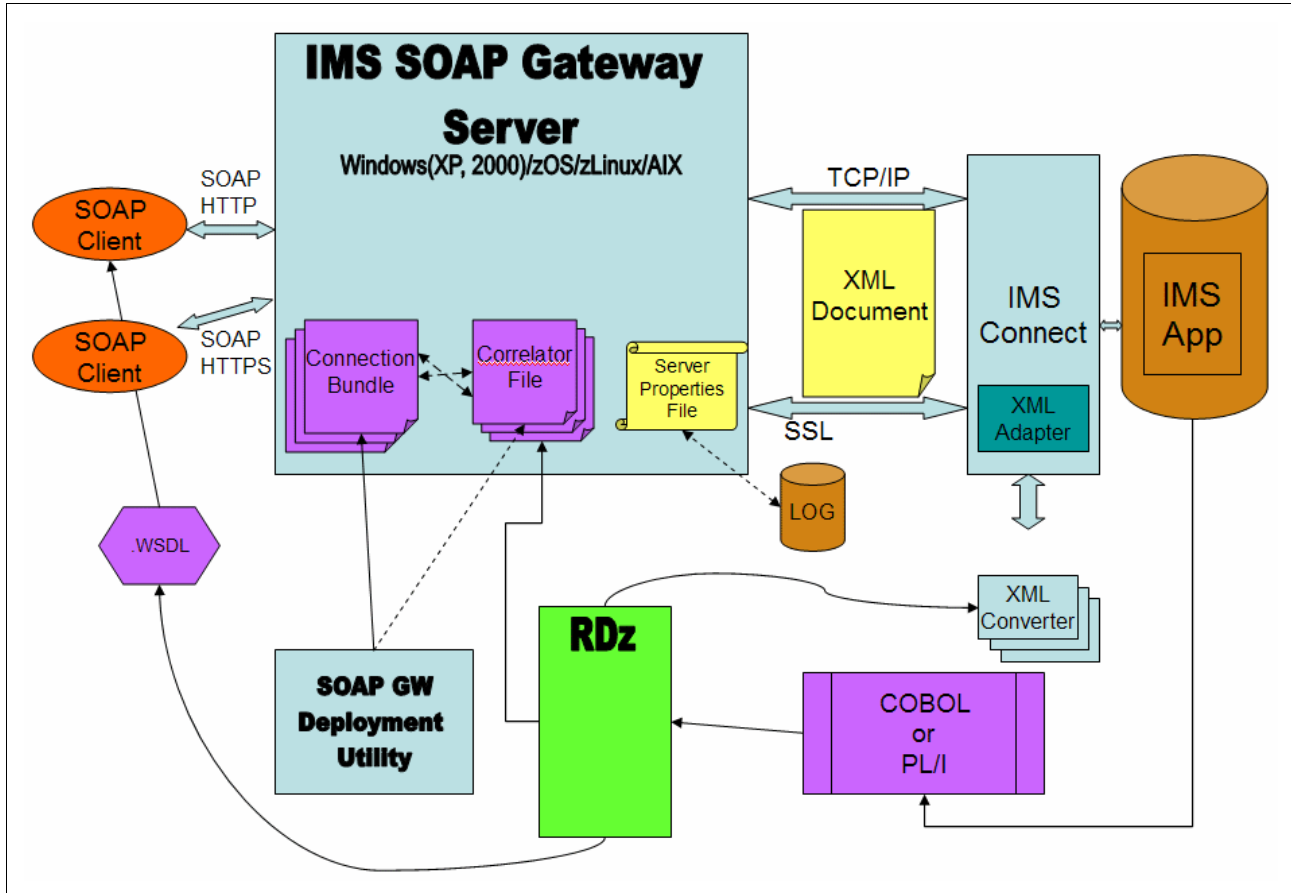 IMS SOAP Gateway
Server
Windows(XP, 2000)/zOS/zLinux/AIX
SOAP
HTTP
SOAP
Client
SOAP
Client
SOAP
HTTPS
Connection
Bundle
Correlator
File
Server
Properties
File
TCP/IP
XML
Document
SSL
LOG
IMS
Connect
XML
Adapter
IMS
App
.WSDL
SOAP GW
Deployment
Utility
RDz
XML
Converter
COBOL
or
PL/I